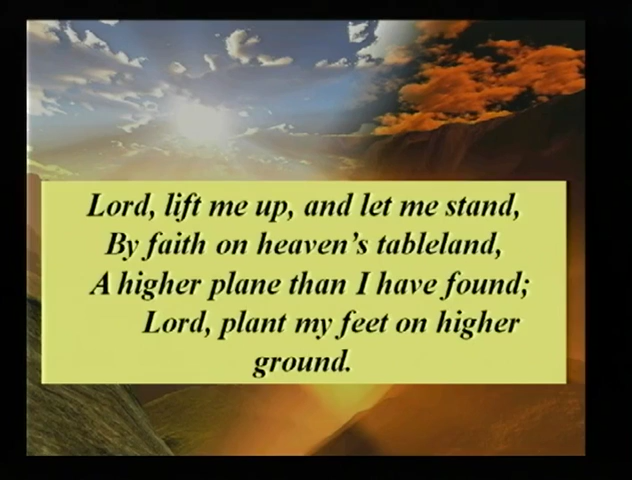 Lord, lift me up, and let me stand,
By faith on heaven's tableland,
A higher plane than I have found;
Lord, plant my feet on higher
ground.